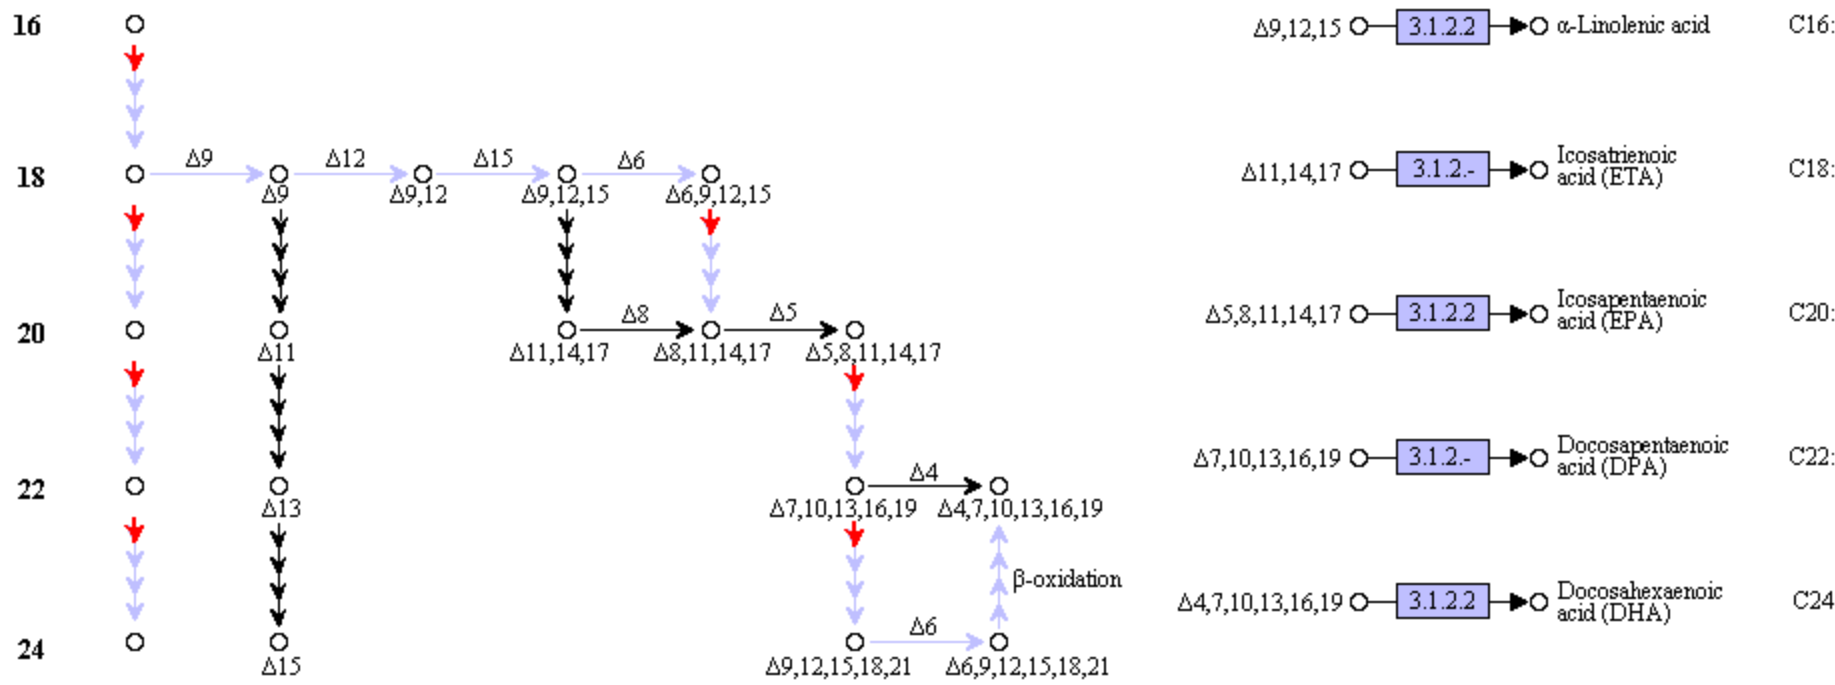 16
Δ9,12,15
3.1.2.2
α-Linolenic acid
C16:
18
Δ9
Δ12
Δ15
Δ6
Δ9
Δ9,12
Δ9,12,15
Δ6,9,12,15
Δ11,14,17
3.1.2.-
Icosatrienoic
acid (ETA)
C18:
20
Δ8
Δ5
Δ11
Δ11,14,17
Δ8,11,14,17
Δ5,8,11,14,17
Δ5,8,11,14,17
3.1.2.2
Icosapentaenoic
acid (EPA)
C20:
22
Δ4
Δ13
Δ7,10,13,16,19
Δ4,7,10,13,16,19
Δ7,10,13,16,19
3.1.2.-
Docosapentaenoic
acid (DPA)
C22:
β-oxidation
Δ4,7,10,13,16,19
3.1.2.2
Docosahexaenoic
acid (DHA)
C24
24
Δ6
Δ15
Δ9,12,15,18,21
Δ6,9,12,15,18,21